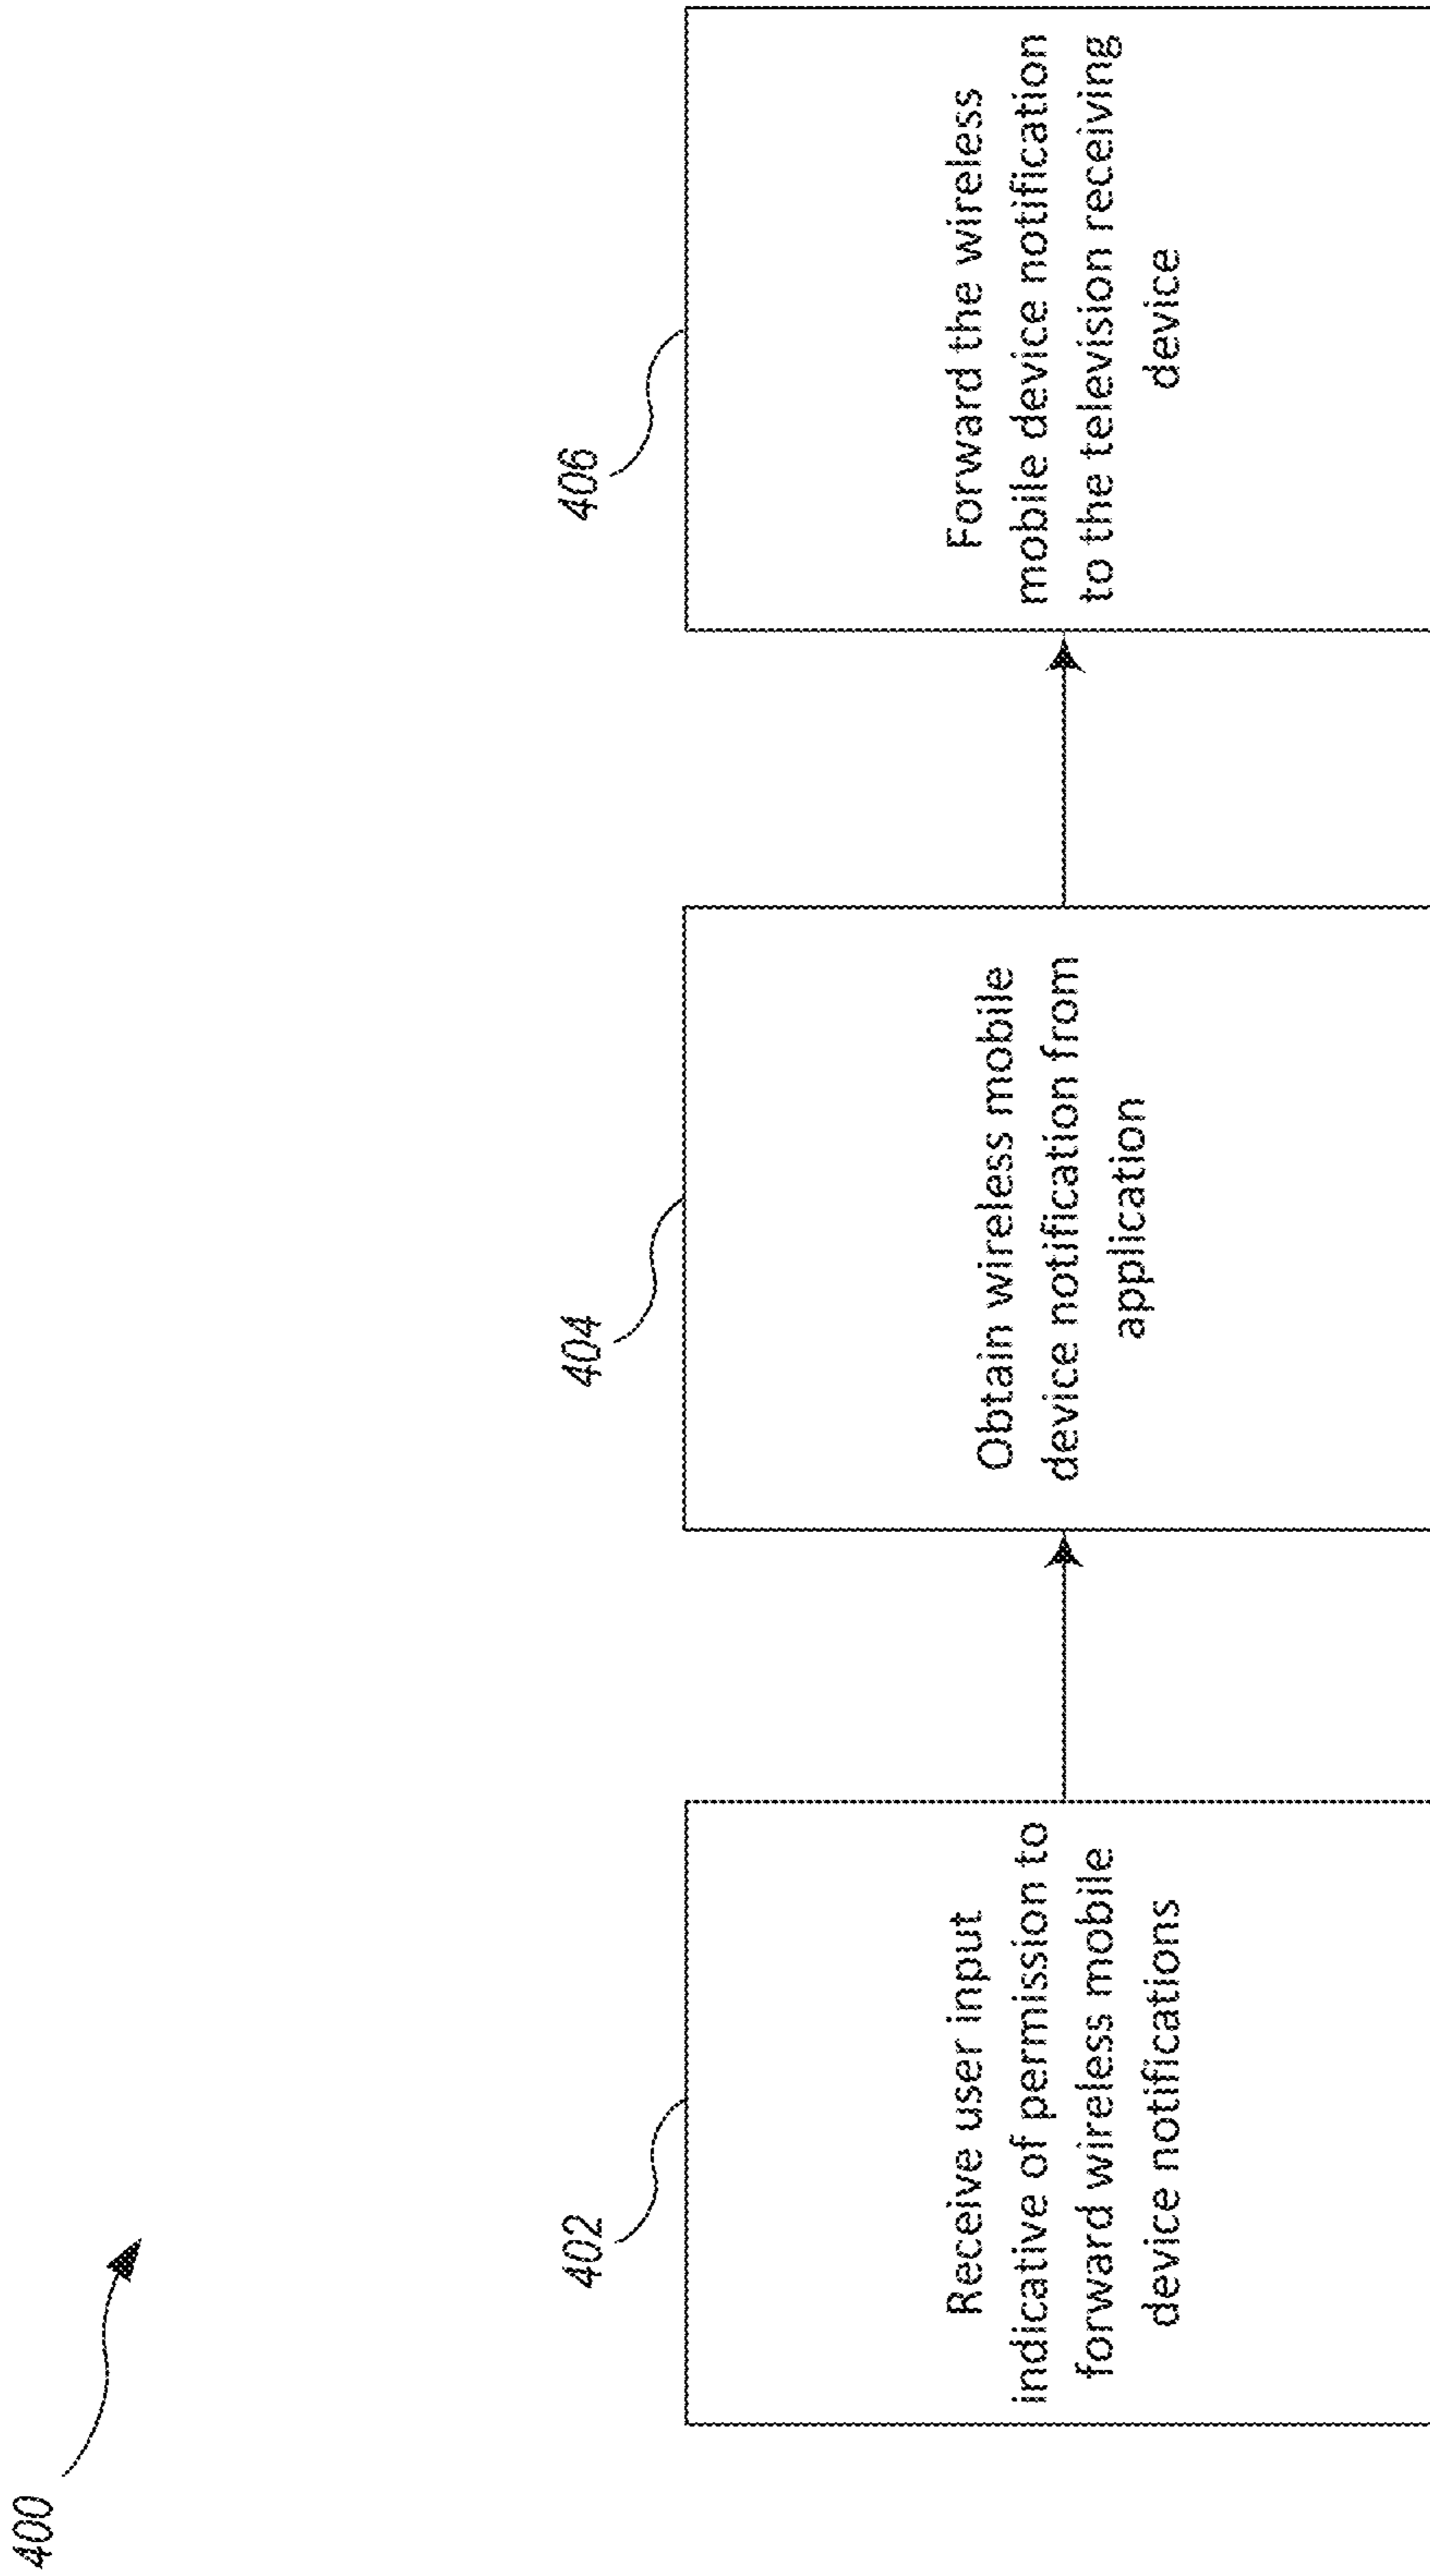 400
402
Receive user input
indicative of permission to
forward wireless mobile
device notifications
404
Obtain wireless mobile
device notification from
application
406
Forward the wireless
mobile device notification
to the television receiving
device